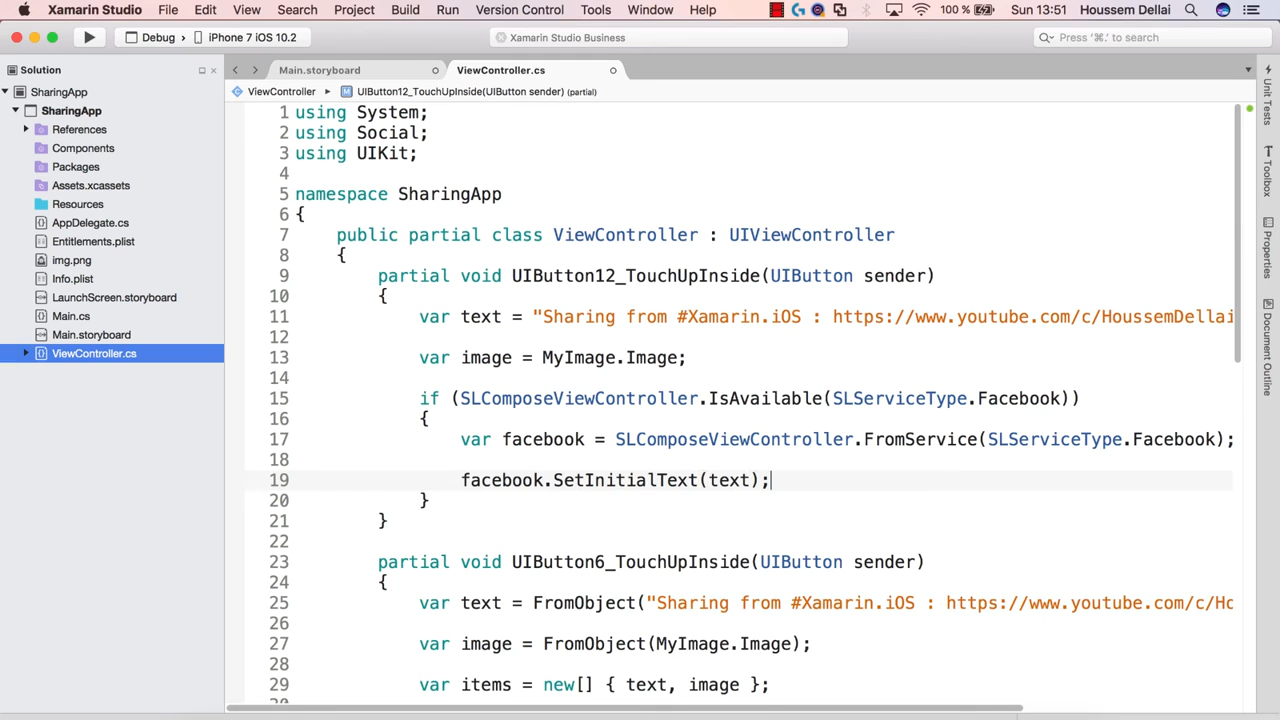 Xamarin Studio File Edit View Search Project Build Run Version Control Tools Window Help 100 % Sun 13:51 Houssem Dellai
Debug iPhone 7 iOS 10.2 Xamarin Studio Business Press '⌘.' to search
Solution
Main.storyboard ViewController.cs
ViewController UIButton12_TouchUpInside(UIButton sender) (partial)
SharingApp
SharingApp
References
Components
Packages
Assets.xcassets
Resources
AppDelegate.cs
Entitlements.plist
img.png
Info.plist
LaunchScreen.storyboard
Main.cs
Main.storyboard
ViewController.cs
1 using System;
2 using Social;
3 using UIKit;
4
5 namespace SharingApp
6 {
7 public partial class ViewController : UIViewController
8 {
9 partial void UIButton12_TouchUpInside(UIButton sender)
10 {
11 var text = "Sharing from #Xamarin.iOS : https://www.youtube.com/c/HoussemDellai
12
13 var image = MyImage.Image;
14
15 if (SLComposeViewController.IsAvailable(SLServiceType.Facebook))
16 {
17 var facebook = SLComposeViewController.FromService(SLServiceType.Facebook);
18
19 facebook.SetInitialText(text);
20 }
21 }
22
23 partial void UIButton6_TouchUpInside(UIButton sender)
24 {
25 var text = FromObject("Sharing from #Xamarin.iOS : https://www.youtube.com/c/Ho
26
27 var image = FromObject(MyImage.Image);
28
29 var items = new[] { text, image };
Unit Tests
Toolbox
Properties
Document Outline